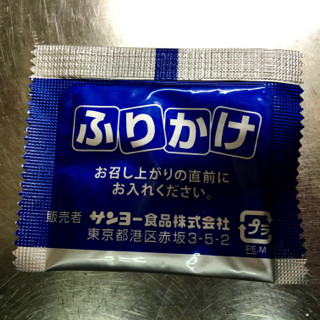 ふりかけ
お召し上がりの直前に
お入れください。
販売者 サンヨー食品株式会社
東京都港区赤坂3-5-2
プラ
PE.M